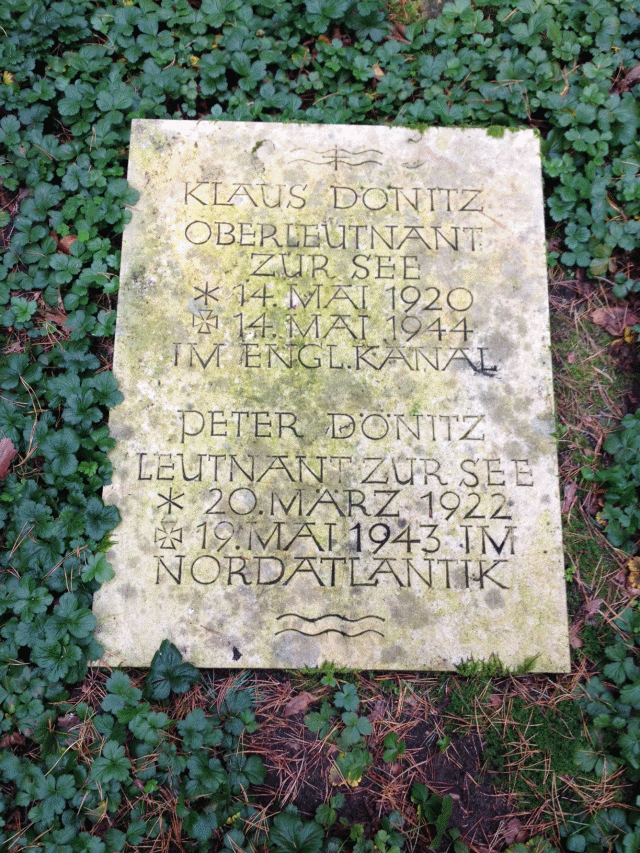 KLAUS DÖNITZ
OBERLEUTNANT
ZUR SEE
* 14. MAI 1920
✠ 14. MAI 1944
IM ENGL. KANAL
PETER DÖNITZ
LEUTNANT ZUR SEE
* 20. MÄRZ 1922
✠ 19. MAI 1943 IM
NORDATLANTIK